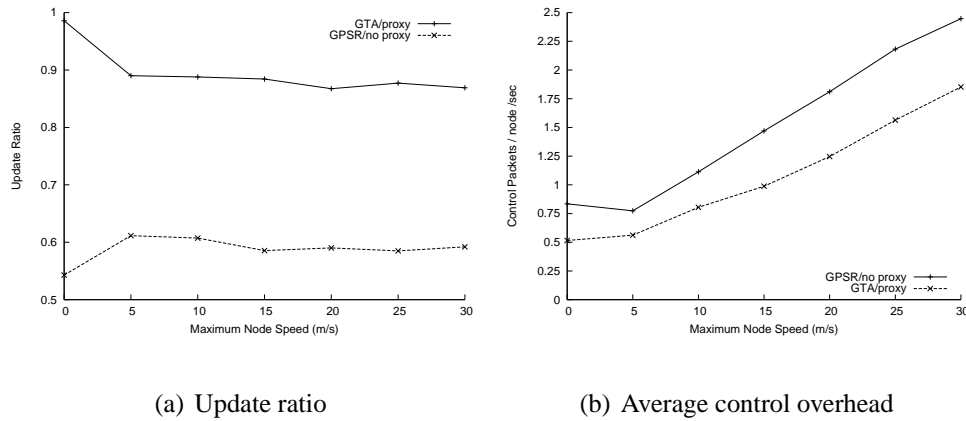 1
0.9
0.8
0.7
0.6
0.5
Update Ratio
GTA/proxy
GPSR/no proxy
0 5 10 15 20 25 30
Maximum Node Speed (m/s)
(a) Update ratio
2.5
2.25
2
1.75
1.5
1.25
1
0.75
0.5
0.25
0
Control Packets / node /sec
GPSR/no proxy
GTA/proxy
0 5 10 15 20 25 30
Maximum Node Speed (m/s)
(b) Average control overhead